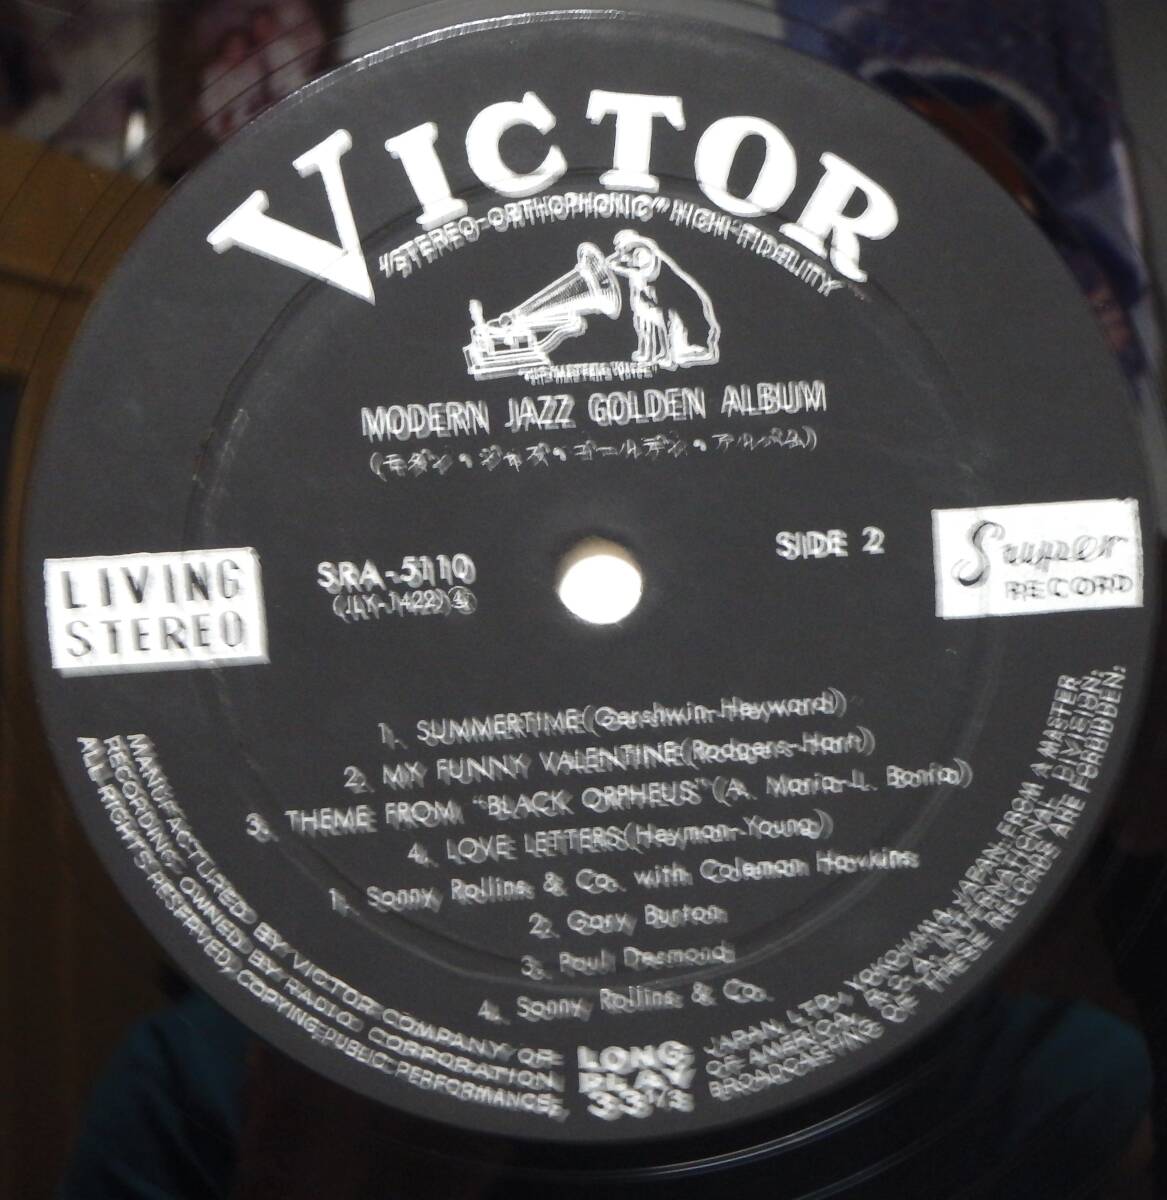 VICTOR
"STEREO-ORTHOPHONIC" HIGH FIDELITY
"HIS MASTER'S VOICE"
MODERN JAZZ GOLDEN ALBUM
(モダン・ジャズ・ゴールデン・アルバム)
LIVING STEREO
SRA-5110
(JLY-1422)
SIDE 2
Super RECORD
1. SUMMERTIME(Gershwin-Heyward)
2. MY FUNNY VALENTINE(Rodgers-Hart)
3. THEME FROM "BLACK ORPHEUS"(A. Maria-L. Bonfa)
4. LOVE LETTERS(Heyman-Young)
1. Sonny Rollins & Co. with Coleman Hawkins
2. Gary Burton
3. Paul Desmond
4. Sonny Rollins & Co.
MANUFACTURED BY VICTOR COMPANY OF JAPAN, LTD., YOKOHAMA, JAPAN, FROM A MASTER
RECORDING OWNED BY RADIO CORPORATION OF AMERICA, R.C.A. INTERNATIONAL DIVISION,
ALL RIGHTS RESERVED, COPYING, PUBLIC PERFORMANCE, BROADCASTING OF THESE RECORDS ARE FORBIDDEN,
LONG
PLAY
33 1/3